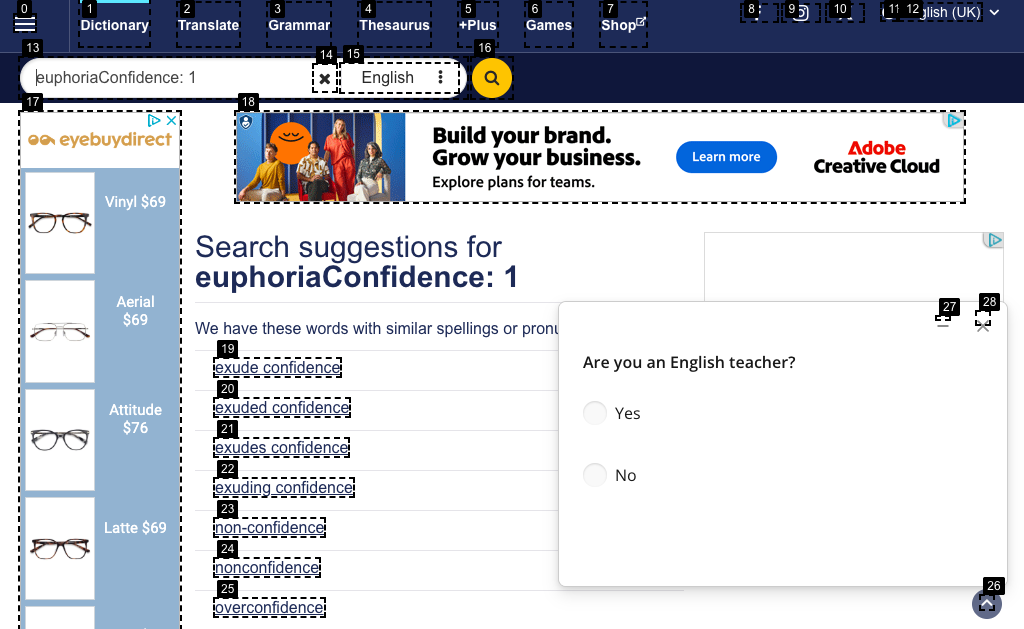 0
1
2
3
4
5
6
7
8
9
10
11
12
Dictionary
Translate
Grammar
Thesaurus
+Plus
Games
Shop
glish (UK)
13
14
15
16
euphoriaConfidence: 1
English
17
18
eyebuydirect
Build your brand.
Grow your business.
Explore plans for teams.
Learn more
Adobe
Creative Cloud
Vinyl $69
Aerial
$69
Attitude
$76
Latte $69
Search suggestions for
euphoriaConfidence: 1
We have these words with similar spellings or pronu
19
exude confidence
20
exuded confidence
21
exudes confidence
22
exuding confidence
23
non-confidence
24
nonconfidence
25
overconfidence
27
28
Are you an English teacher?
Yes
No
26